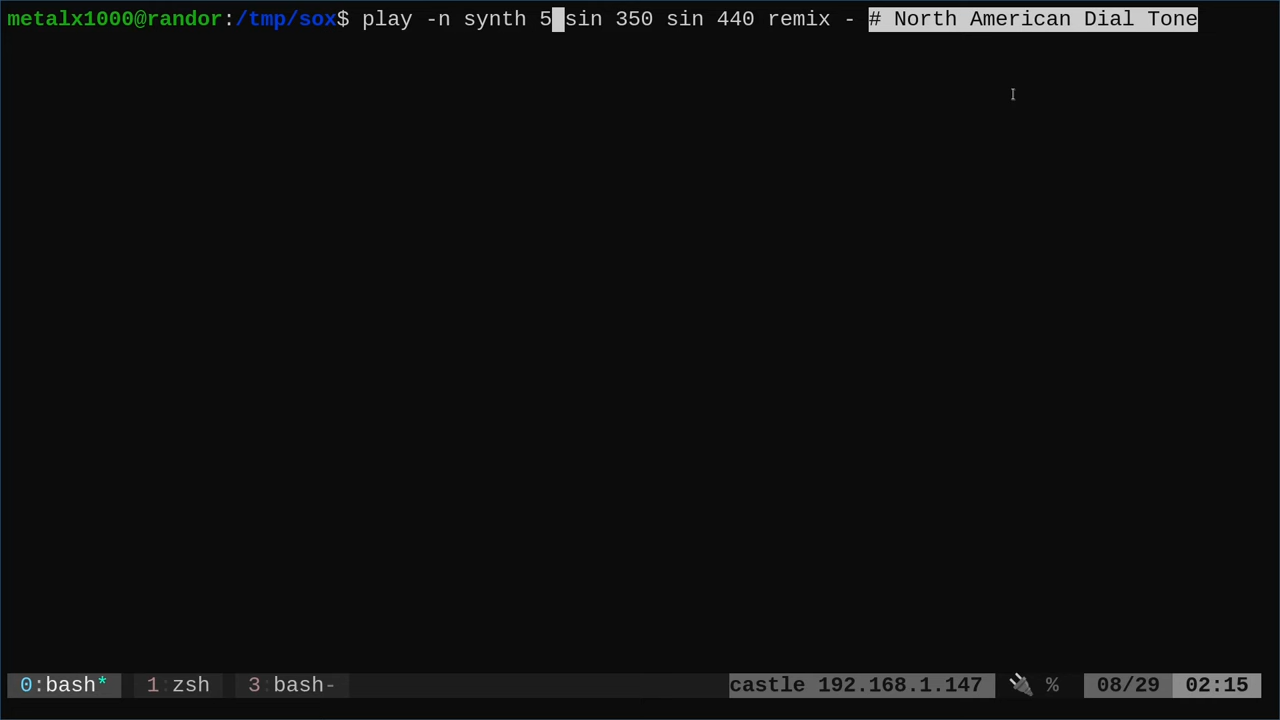 metalx1000@randor:/tmp/sox$ play -n synth 5 sin 350 sin 440 remix - # North American Dial Tone
0:bash* 1:zsh 3:bash- castle 192.168.1.147 🔌 % 08/29 02:15